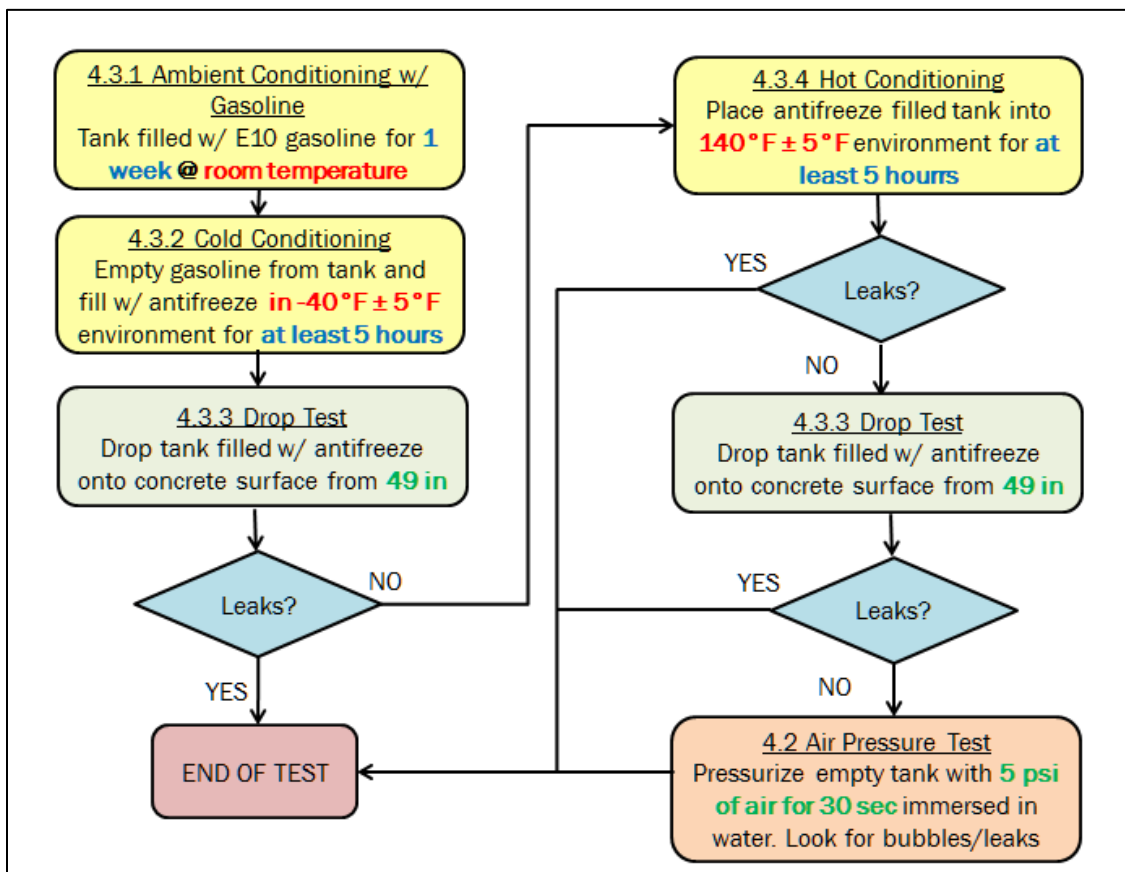 4.3.1 Ambient Conditioning w/
Gasoline
Tank filled w/ E10 gasoline for 1
week @ room temperature
4.3.2 Cold Conditioning
Empty gasoline from tank and
fill w/ antifreeze in -40°F ± 5°F
environment for at least 5 hours
4.3.3 Drop Test
Drop tank filled w/ antifreeze
onto concrete surface from 49 in
Leaks?
NO
YES
END OF TEST
4.3.4 Hot Conditioning
Place antifreeze filled tank into
140°F ± 5°F environment for at
least 5 hourrs
YES
Leaks?
NO
4.3.3 Drop Test
Drop tank filled w/ antifreeze
onto concrete surface from 49 in
YES
Leaks?
NO
4.2 Air Pressure Test
Pressurize empty tank with 5 psi
of air for 30 sec immersed in
water. Look for bubbles/leaks